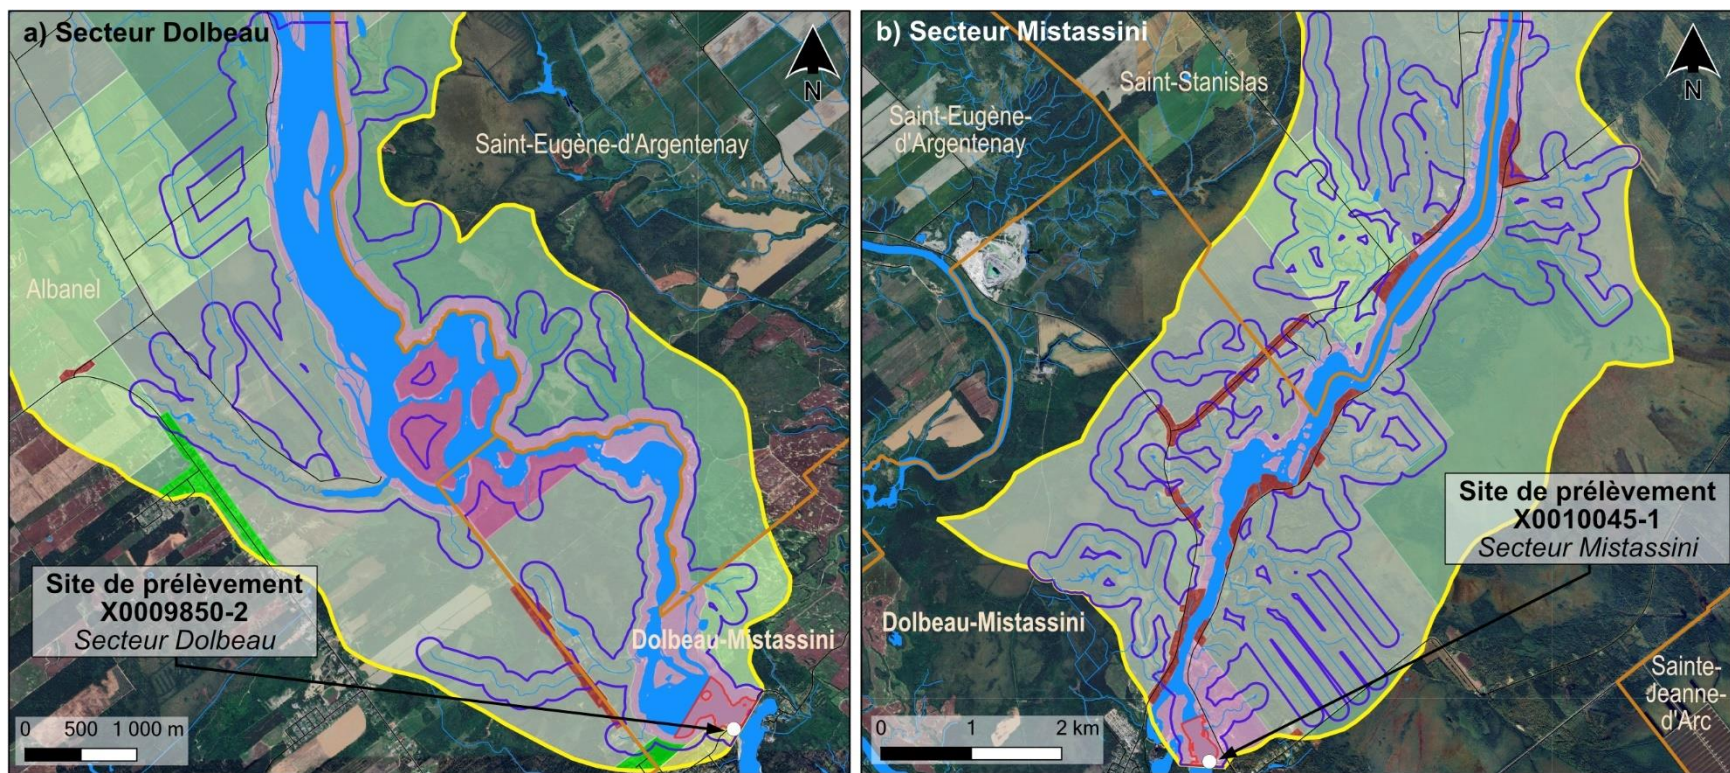 a) Secteur Dolbeau
N
Saint-Eugène-d'Argentenay
Albanel
Site de prélèvement
X0009850-2
Secteur Dolbeau
Dolbeau-Mistassini
0 500 1 000 m
b) Secteur Mistassini
N
Saint-Stanislas
Saint-Eugène-
d'Argentenay
Site de prélèvement
X0010045-1
Secteur Mistassini
Dolbeau-Mistassini
Sainte-
Jeanne-
d'Arc
0 1 2 km